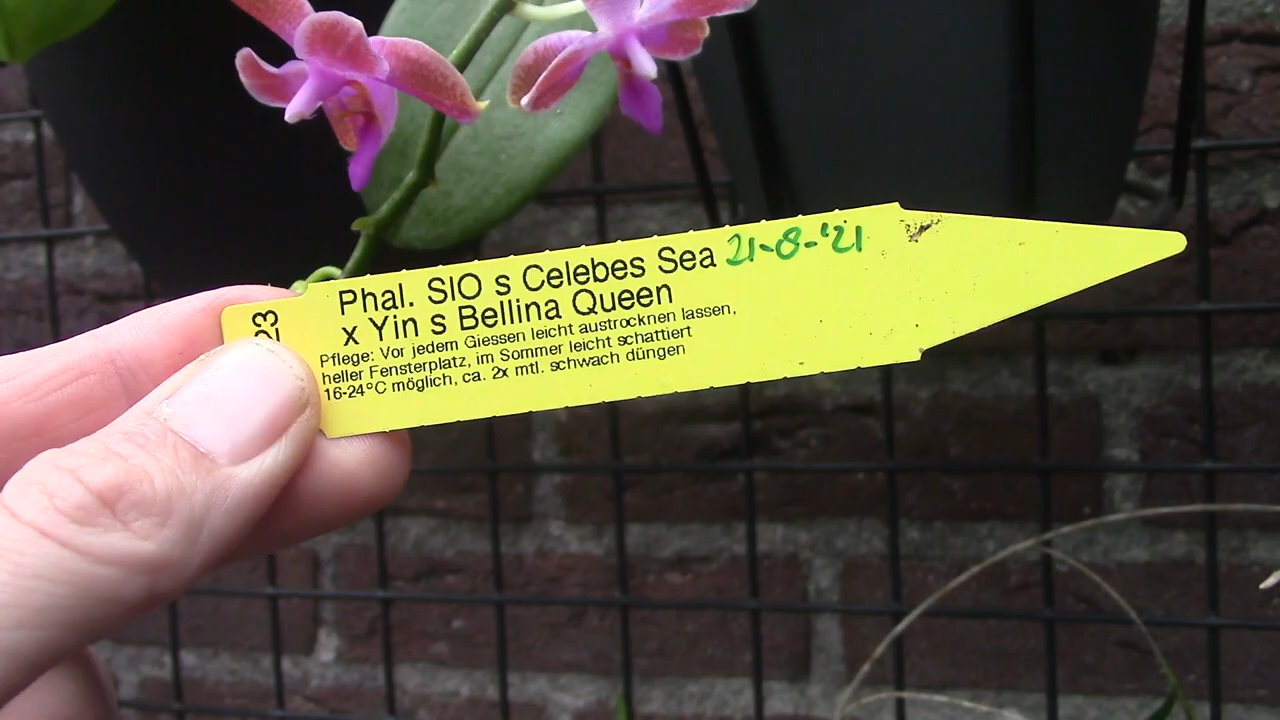 Phal. SIO s Celebes Sea 21-8-'21
x Yin s Bellina Queen
Pflege: Vor jedem Giessen leicht austrocknen lassen,
heller Fensterplatz, im Sommer leicht schattiert
16-24°C möglich, ca. 2x mtl. schwach düngen
23